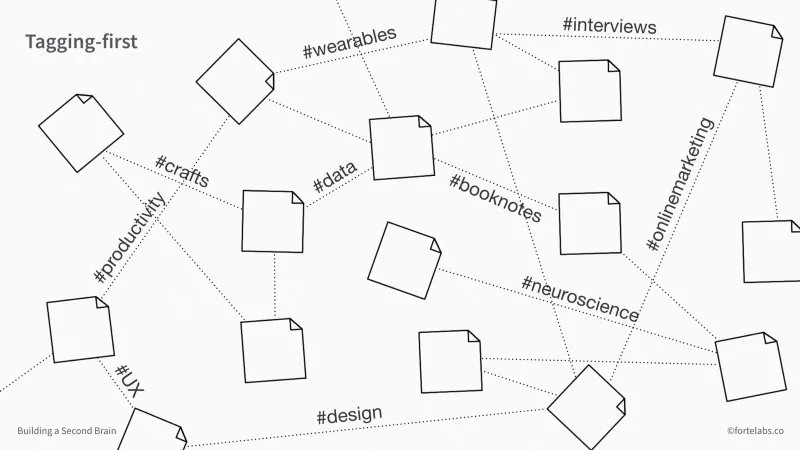 Tagging-first
#wearables
#interviews
#crafts
#data
#productivity
#booknotes
#onlinemarketing
#neuroscience
#UX
#design
Building a Second Brain
©fortelabs.co